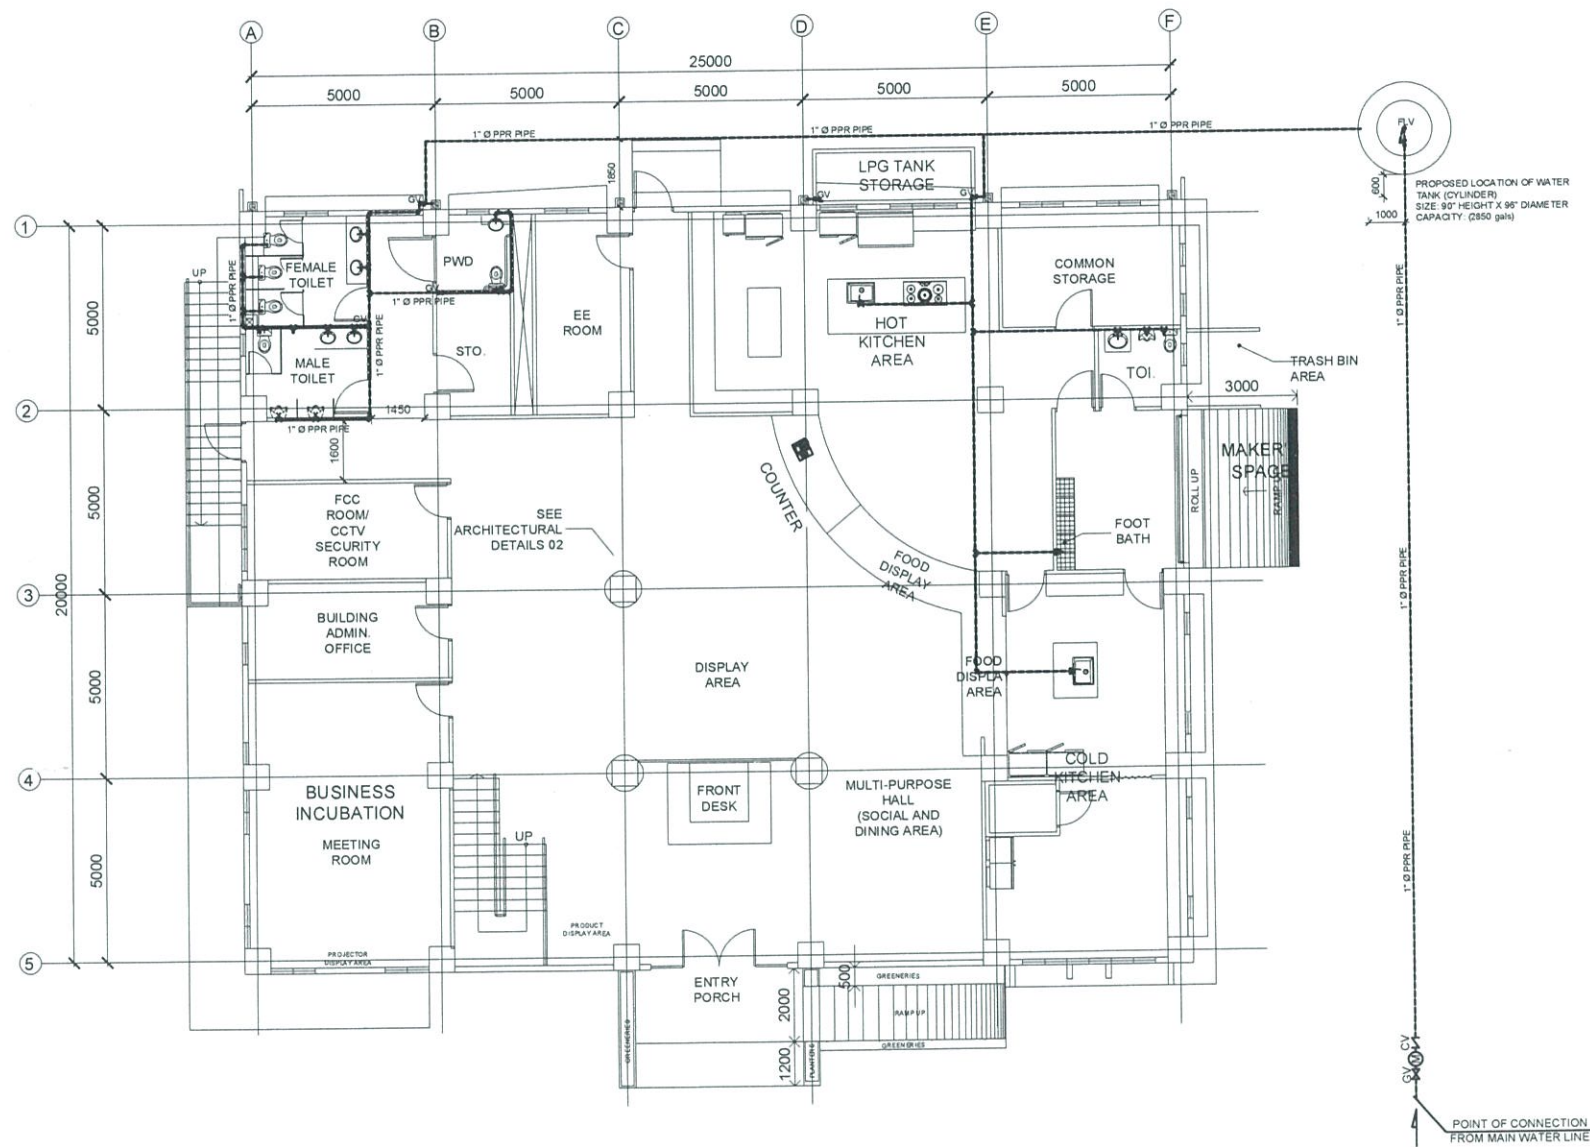 A
B
C
D
E
F
25000
5000
5000
5000
5000
5000
1" Ø PPR PIPE
1" Ø PPR PIPE
1" Ø PPR PIPE
FLV
LPG TANK
STORAGE
1850
600
1000
PROPOSED LOCATION OF WATER
TANK (CYLINDER)
SIZE: 90" HEIGHT X 96" DIAMETER
CAPACITY: (2850 gals)
GV
GV
GV
1
UP
1" Ø PPR PIPE
FEMALE
TOILET
PWD
GV
1" Ø PPR PIPE
COMMON
STORAGE
1" Ø PPR PIPE
5000
EE
ROOM
HOT
KITCHEN
AREA
GV
1" Ø PPR PIPE
STO.
MALE
TOILET
TOI.
TRASH BIN
AREA
3000
2
1450
1" Ø PPR PIPE
1600
COUNTER
MAKER'
SPACE
ROLL UP
RAMP UP
5000
FCC
ROOM/
CCTV
SECURITY
ROOM
SEE
ARCHITECTURAL
DETAILS 02
FOOT
BATH
FOOD
DISPLAY
AREA
1" Ø PPR PIPE
3
20000
BUILDING
ADMIN.
OFFICE
DISPLAY
AREA
FOOD
DISPLA
AREA
5000
4
COLD
KITCHEN
AREA
BUSINESS
INCUBATION
MEETING
ROOM
FRONT
DESK
MULTI-PURPOSE
HALL
(SOCIAL AND
DINING AREA)
UP
5000
1" Ø PPR PIPE
PRODUCT
DISPLAY AREA
5
PROJECTOR
DISPLAY AREA
ENTRY
PORCH
500
GREENERIES
2000
RAMP UP
GREENERIES
GREENERIES
1200
PLANTERS
CV
M
GV
POINT OF CONNECTION
FROM MAIN WATER LINE